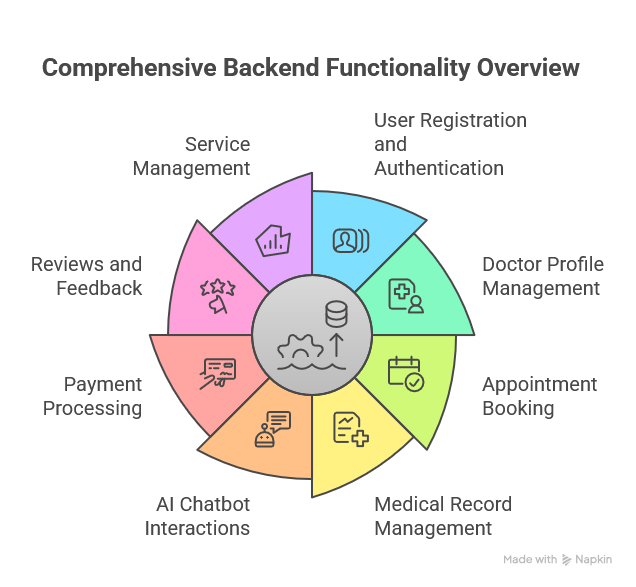 Comprehensive Backend Functionality Overview
User Registration
and
Authentication
Service
Management
Doctor Profile
Management
Reviews and
Feedback
Appointment
Booking
Payment
Processing
Medical Record
Management
AI Chatbot
Interactions
Made with Napkin